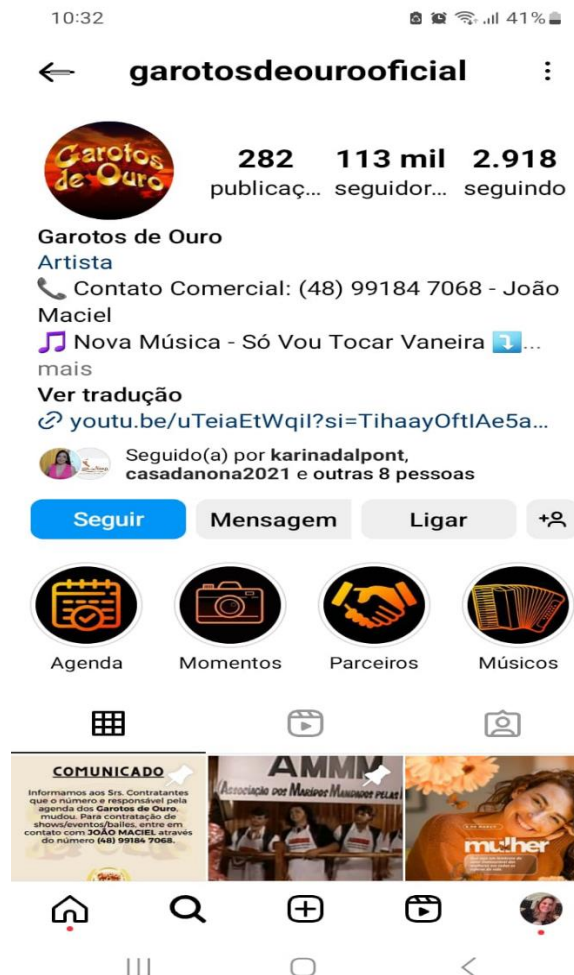 10:32
41%
garotosdeourooficial
Garotos
de Ouro
282 113 mil 2.918
publicaç... seguidor... seguindo
Garotos de Ouro
Artista
Contato Comercial: (48) 99184 7068 - João
Maciel
Nova Música - Só Vou Tocar Vaneira ...
mais
Ver tradução
youtu.be/uTeiaEtWqiI?si=TihaayOftIAe5a...
Seguido(a) por karinadalpont,
casadanona2021 e outras 8 pessoas
Seguir Mensagem Ligar
Agenda Momentos Parceiros Músicos
COMUNICADO
Informamos aos Srs. Contratantes
que o número e responsável pela
agenda dos Garotos de Ouro,
mudou. Para contratação de
shows/eventos/bailes, entre em
contato com JOÃO MACIEL através
do número (48) 99184 7068.
AMMM
Associação dos Maridos Mandados pelas
mulher